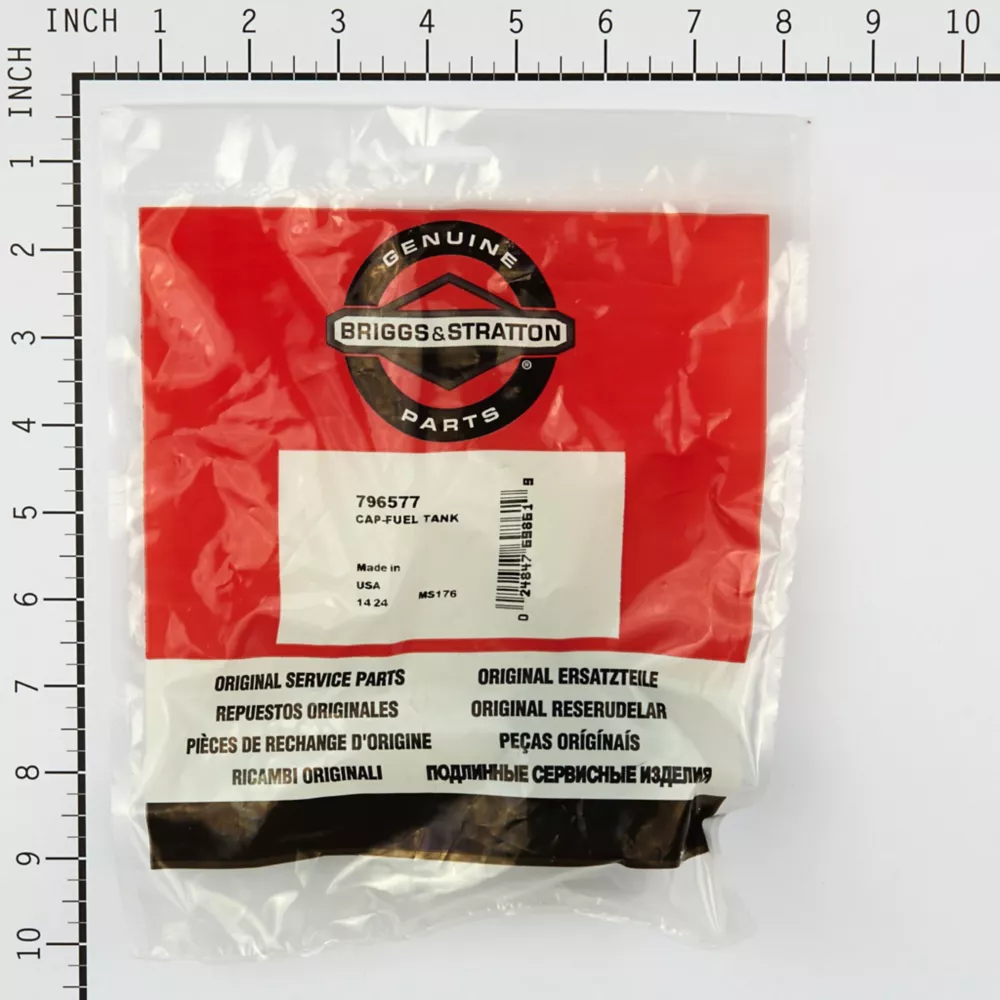 INCH 1 2 3 4 5 6 7 8 9 10
INCH 1 2 3 4 5 6 7 8 9 10
GENUINE
BRIGGS&STRATTON
®
PARTS
796577
CAP-FUEL TANK
Made in
USA
14 24 MS176
0 24847 69861 9
ORIGINAL SERVICE PARTS
ORIGINAL ERSATZTEILE
REPUESTOS ORIGINALES
ORIGINAL RESERUDELAR
PIÈCES DE RECHANGE D'ORIGINE
PEÇAS ORÍGÍNAÍS
RICAMBI ORIGINALI
ПОДЛИННЫЕ СЕРВИСНЫЕ ИЗДЕЛИЯ